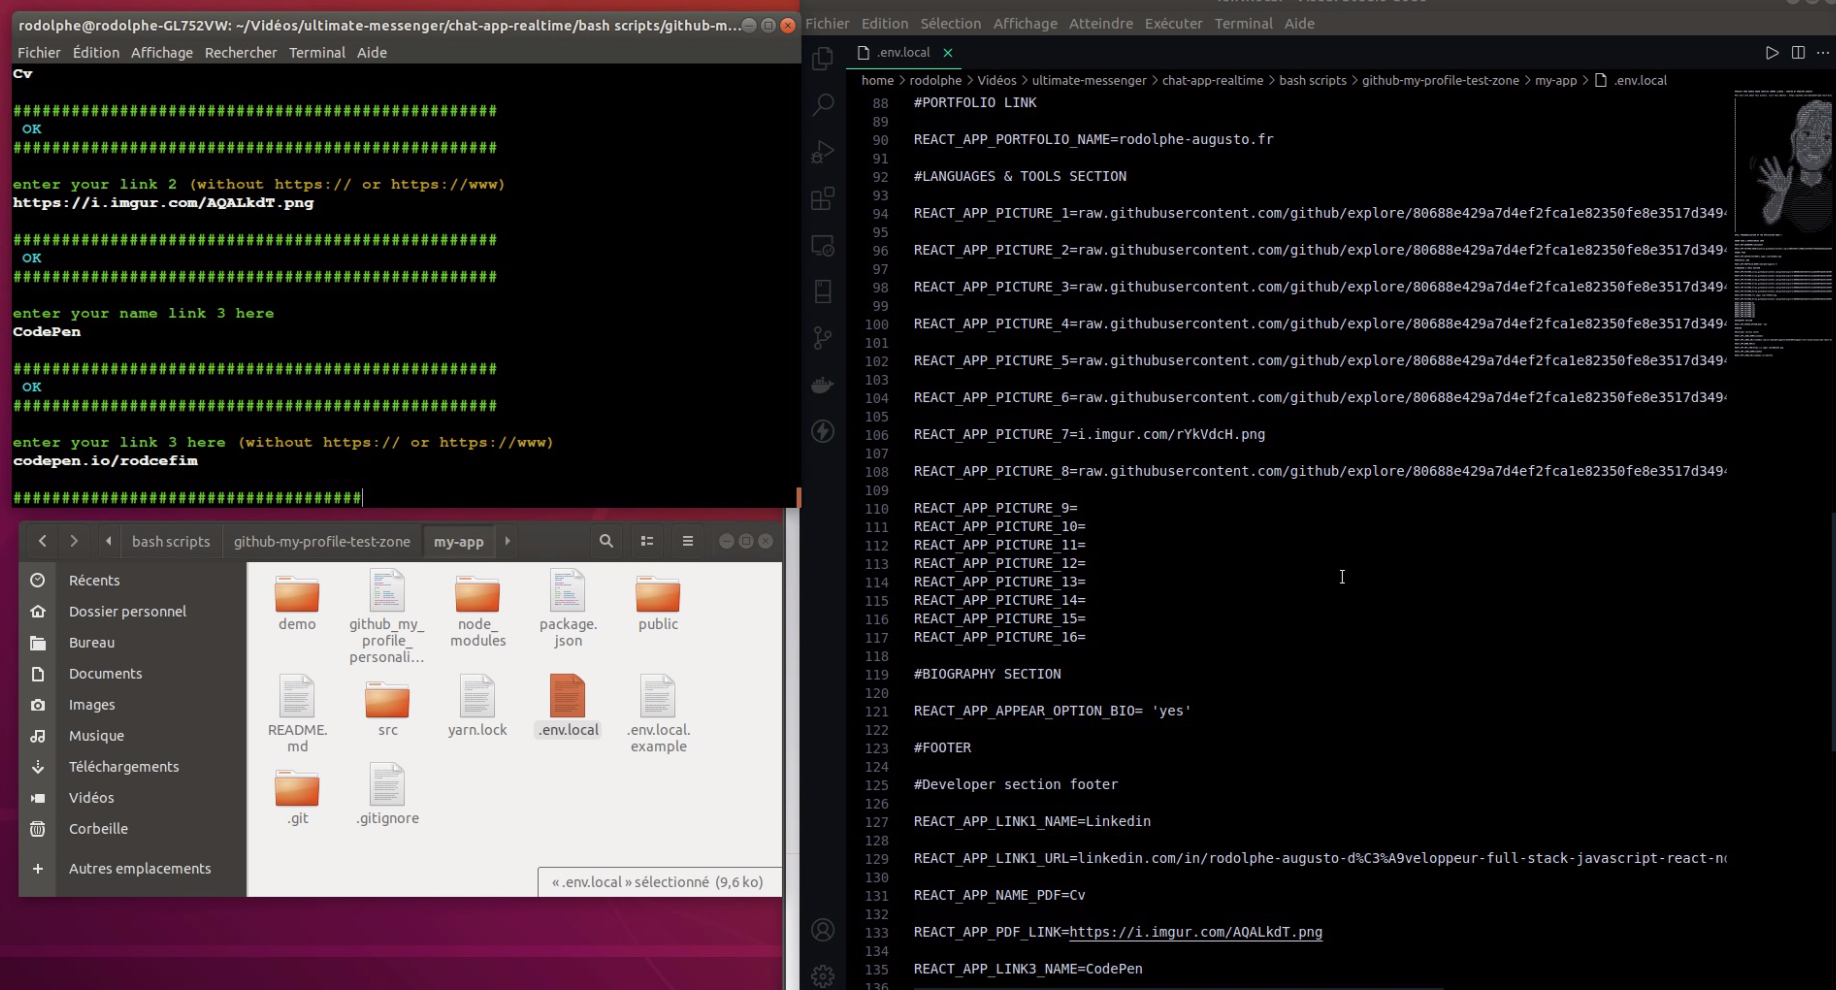 rodolphe@rodolphe-GL752VW: ~/Vidéos/ultimate-messenger/chat-app-realtime/bash scripts/github-m...
Fichier Édition Affichage Rechercher Terminal Aide
Cv
##################################################
OK
##################################################
enter your link 2 (without https:// or https://www)
https://i.imgur.com/AQALkdT.png
##################################################
OK
##################################################
enter your name link 3 here
CodePen
##################################################
OK
##################################################
enter your link 3 here (without https:// or https://www)
codepen.io/rodcefim
####################################
bash scripts github-my-profile-test-zone my-app
Récents
Dossier personnel
Bureau
Documents
Images
Musique
Téléchargements
Vidéos
Corbeille
Autres emplacements
demo
github_my_
profile_
personali...
node_
modules
package.
json
public
README.
md
src
yarn.lock
.env.local
.env.local.
example
.git
.gitignore
« .env.local » sélectionné (9,6 ko)
Fichier Edition Sélection Affichage Atteindre Exécuter Terminal Aide
.env.local
home > rodolphe > Vidéos > ultimate-messenger > chat-app-realtime > bash scripts > github-my-profile-test-zone > my-app > .env.local
88 #PORTFOLIO LINK
89
90 REACT_APP_PORTFOLIO_NAME=rodolphe-augusto.fr
91
92 #LANGUAGES & TOOLS SECTION
93
94 REACT_APP_PICTURE_1=raw.githubusercontent.com/github/explore/80688e429a7d4ef2fca1e82350fe8e3517d3494
95
96 REACT_APP_PICTURE_2=raw.githubusercontent.com/github/explore/80688e429a7d4ef2fca1e82350fe8e3517d3494
97
98 REACT_APP_PICTURE_3=raw.githubusercontent.com/github/explore/80688e429a7d4ef2fca1e82350fe8e3517d3494
99
100 REACT_APP_PICTURE_4=raw.githubusercontent.com/github/explore/80688e429a7d4ef2fca1e82350fe8e3517d3494
101
102 REACT_APP_PICTURE_5=raw.githubusercontent.com/github/explore/80688e429a7d4ef2fca1e82350fe8e3517d3494
103
104 REACT_APP_PICTURE_6=raw.githubusercontent.com/github/explore/80688e429a7d4ef2fca1e82350fe8e3517d3494
105
106 REACT_APP_PICTURE_7=i.imgur.com/rYkVdcH.png
107
108 REACT_APP_PICTURE_8=raw.githubusercontent.com/github/explore/80688e429a7d4ef2fca1e82350fe8e3517d3494
109
110 REACT_APP_PICTURE_9=
111 REACT_APP_PICTURE_10=
112 REACT_APP_PICTURE_11=
113 REACT_APP_PICTURE_12=
114 REACT_APP_PICTURE_13=
115 REACT_APP_PICTURE_14=
116 REACT_APP_PICTURE_15=
117 REACT_APP_PICTURE_16=
118
119 #BIOGRAPHY SECTION
120
121 REACT_APP_APPEAR_OPTION_BIO= 'yes'
122
123 #FOOTER
124
125 #Developer section footer
126
127 REACT_APP_LINK1_NAME=Linkedin
128
129 REACT_APP_LINK1_URL=linkedin.com/in/rodolphe-augusto-d%C3%A9veloppeur-full-stack-javascript-react-no
130
131 REACT_APP_NAME_PDF=Cv
132
133 REACT_APP_PDF_LINK=https://i.imgur.com/AQALkdT.png
134
135 REACT_APP_LINK3_NAME=CodePen
136